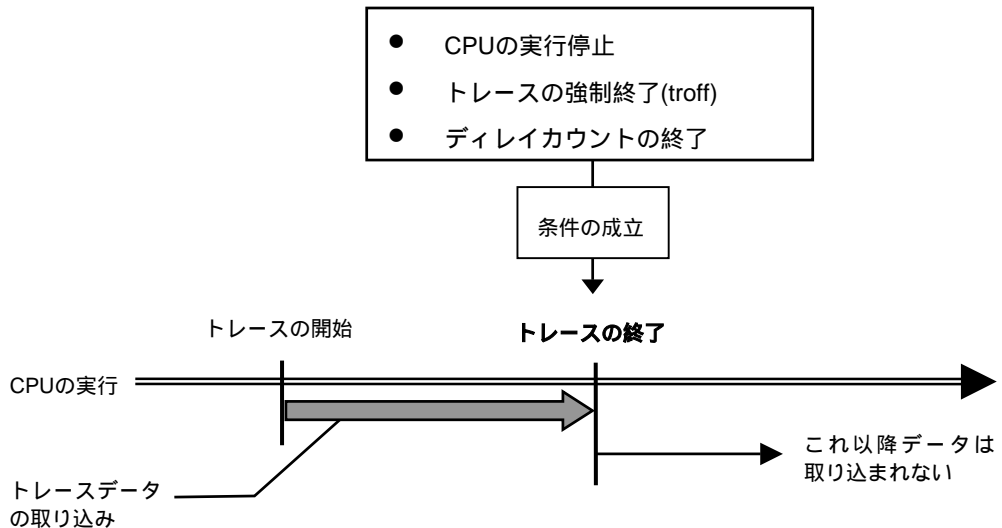 ● CPUの実行停止
● トレースの強制終了(troff)
● ディレイカウントの終了
条件の成立
トレースの開始
トレースの終了
CPUの実行
これ以降データは
取り込まれない
トレースデータ
の取り込み